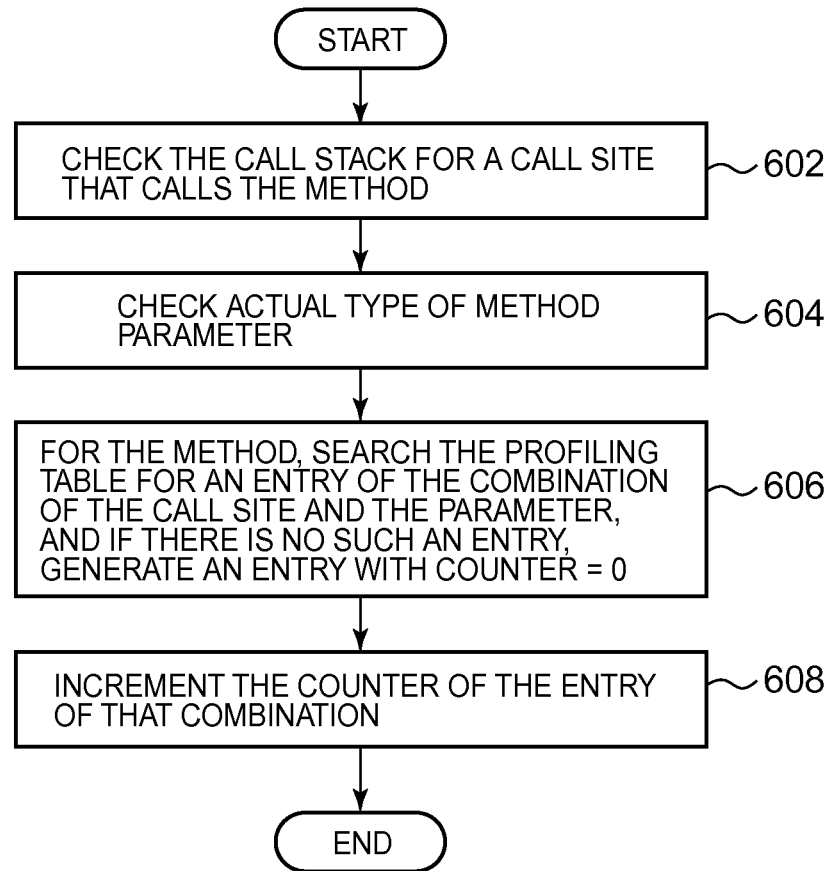 START
CHECK THE CALL STACK FOR A CALL SITE
THAT CALLS THE METHOD
602
CHECK ACTUAL TYPE OF METHOD
PARAMETER
604
FOR THE METHOD, SEARCH THE PROFILING
TABLE FOR AN ENTRY OF THE COMBINATION
OF THE CALL SITE AND THE PARAMETER,
AND IF THERE IS NO SUCH AN ENTRY,
GENERATE AN ENTRY WITH COUNTER = 0
606
INCREMENT THE COUNTER OF THE ENTRY
OF THAT COMBINATION
608
END